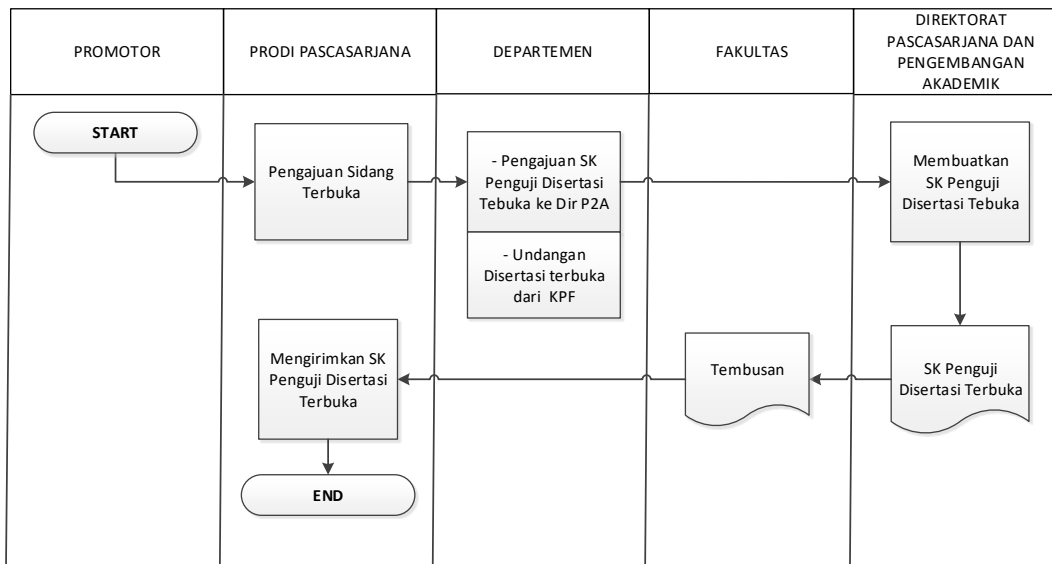 PROMOTOR
PRODI PASCASARJANA
DEPARTEMEN
FAKULTAS
DIREKTORAT
PASCASARJANA DAN
PENGEMBANGAN
AKADEMIK
START
Pengajuan Sidang
Terbuka
- Pengajuan SK
Penguji Disertasi
Tebuka ke Dir P2A
- Undangan
Disertasi terbuka
dari KPF
Membuatkan
SK Penguji
Disertasi Tebuka
SK Penguji
Disertasi Terbuka
Tembusan
Mengirimkan SK
Penguji Disertasi
Terbuka
END